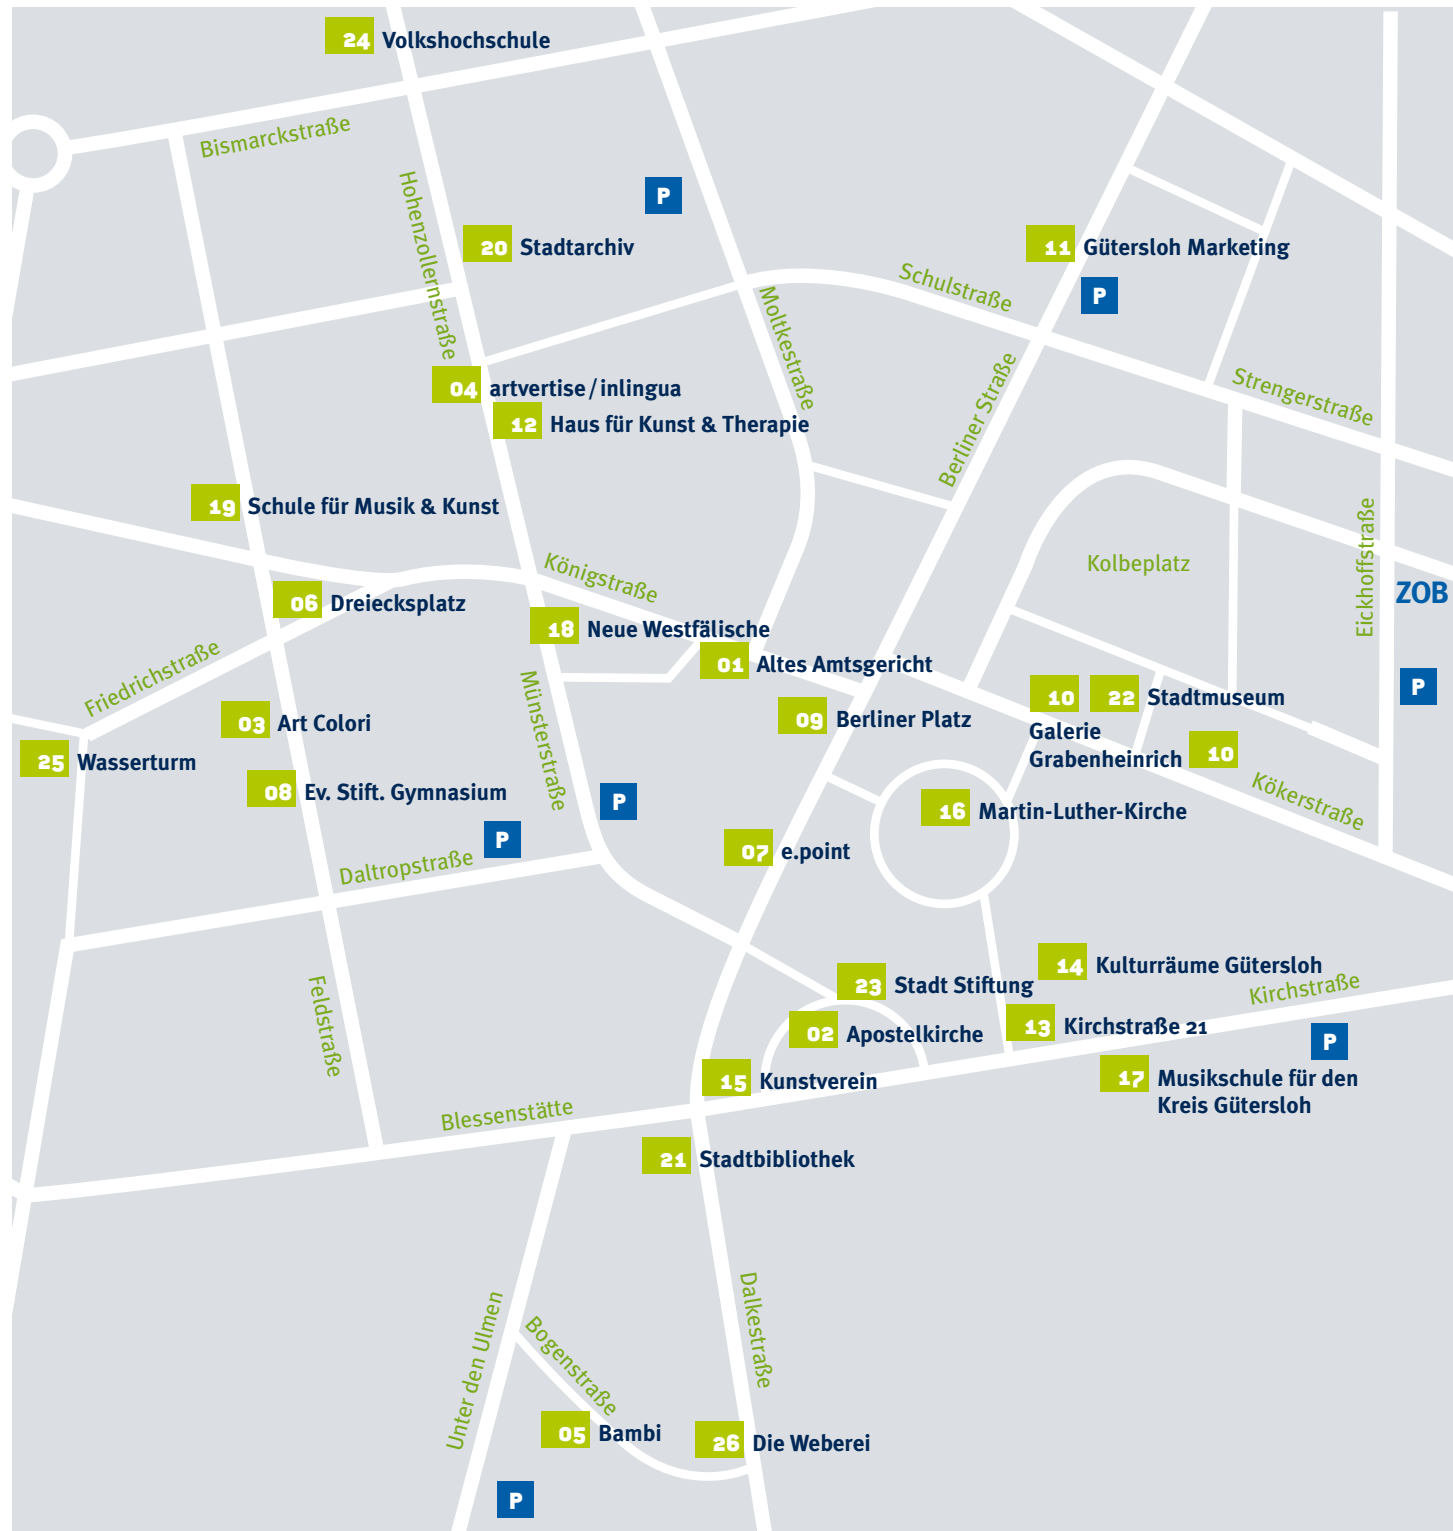 24 Volkshochschule
Bismarckstraße
Hohenzollernstraße
P
20 Stadtarchiv
11 Gütersloh Marketing
Schulstraße
P
Moltkestraße
Berliner Straße
Strengerstraße
04 artvertise / inlingua
12 Haus für Kunst & Therapie
19 Schule für Musik & Kunst
Königstraße
Kolbeplatz
Eickhoffstraße
ZOB
06 Dreiecksplatz
18 Neue Westfälische
01 Altes Amtsgericht
Friedrichstraße
Münsterstraße
P
10
22 Stadtmuseum
03 Art Colori
09 Berliner Platz
Galerie
Grabenheinrich 10
25 Wasserturm
08 Ev. Stift. Gymnasium
P
Kökerstraße
16 Martin-Luther-Kirche
P
Daltropstraße
07 e.point
14 Kulturräume Gütersloh
23 Stadt Stiftung
Kirchstraße
Feldstraße
02 Apostelkirche
13 Kirchstraße 21
P
15 Kunstverein
17 Musikschule für den
Kreis Gütersloh
Blessenstätte
21 Stadtbibliothek
Dalkestraße
Unter den Ulmen
Bogenstraße
05 Bambi
26 Die Weberei
P